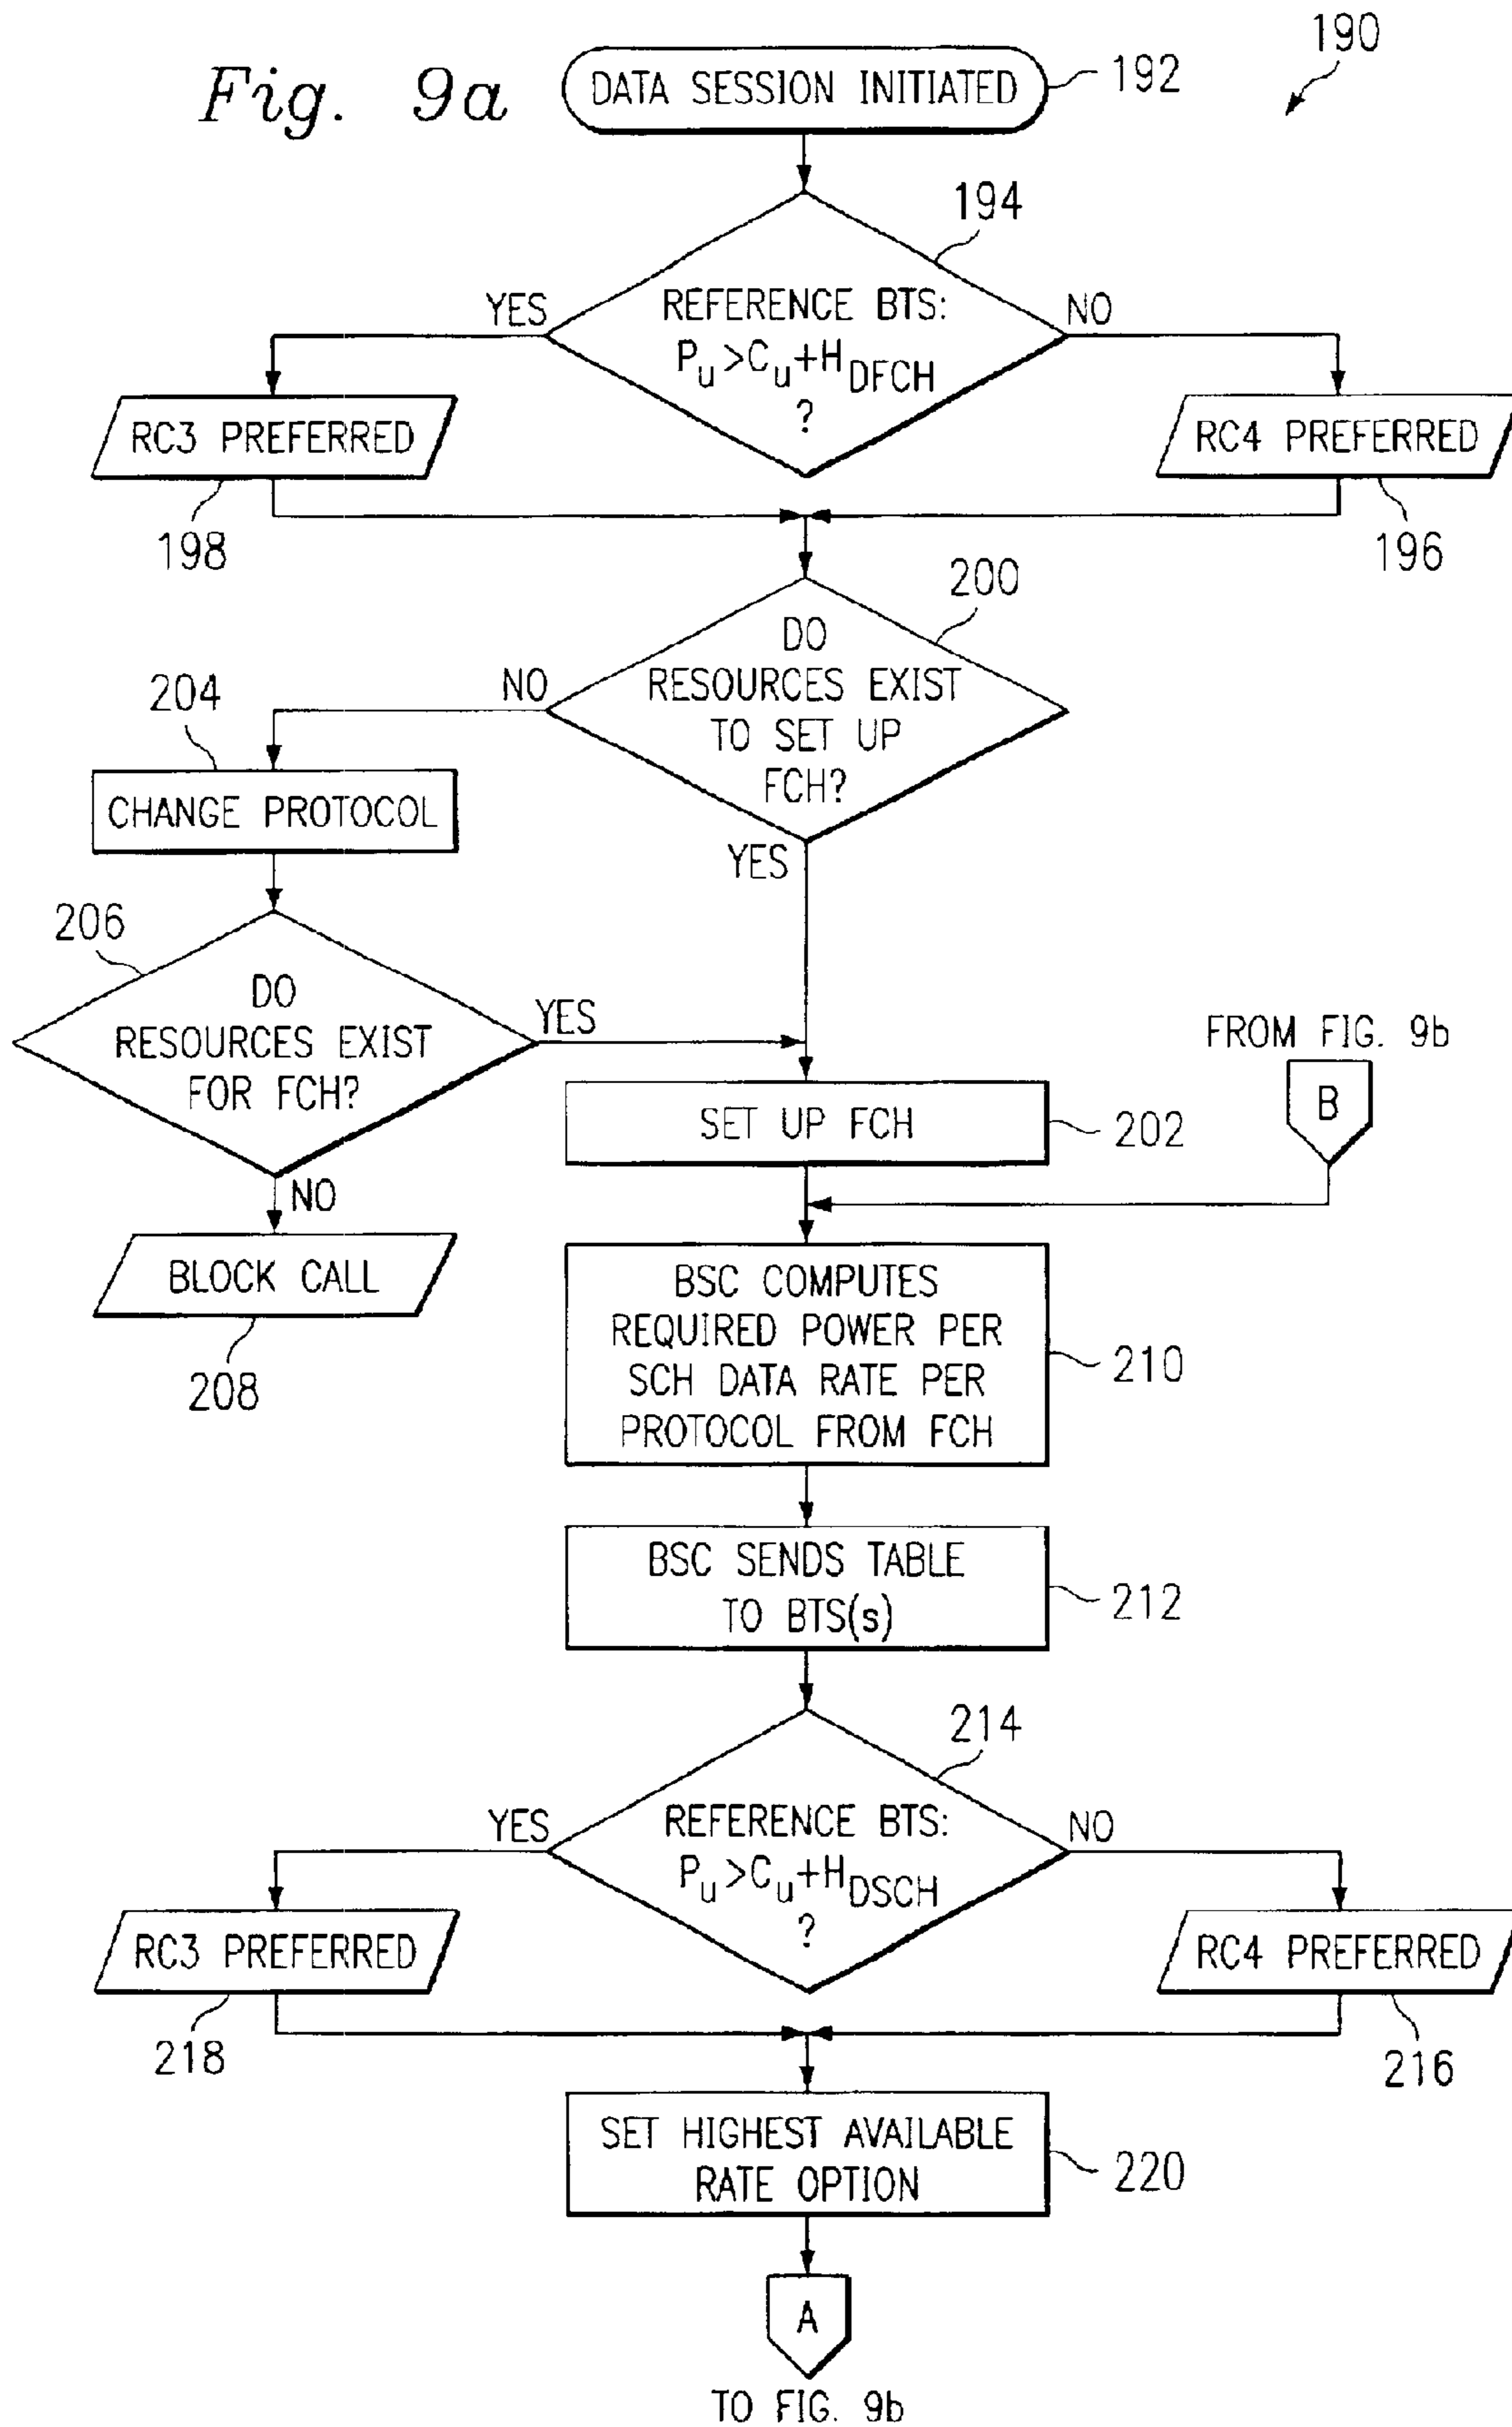 190
Fig. 9a
DATA SESSION INITIATED
192
194
YES
REFERENCE BTS:
Pu>Cu+HDFCH
?
NO
RC3 PREFERRED
RC4 PREFERRED
198
196
200
DO
RESOURCES EXIST
TO SET UP
FCH?
NO
204
CHANGE PROTOCOL
YES
206
DO
RESOURCES EXIST
FOR FCH?
YES
FROM FIG. 9b
B
SET UP FCH
202
NO
BLOCK CALL
208
BSC COMPUTES
REQUIRED POWER PER
SCH DATA RATE PER
PROTOCOL FROM FCH
210
BSC SENDS TABLE
TO BTS(s)
212
214
YES
REFERENCE BTS:
Pu>Cu+HDSCH
?
NO
RC3 PREFERRED
RC4 PREFERRED
218
216
SET HIGHEST AVAILABLE
RATE OPTION
220
A
TO FIG. 9b